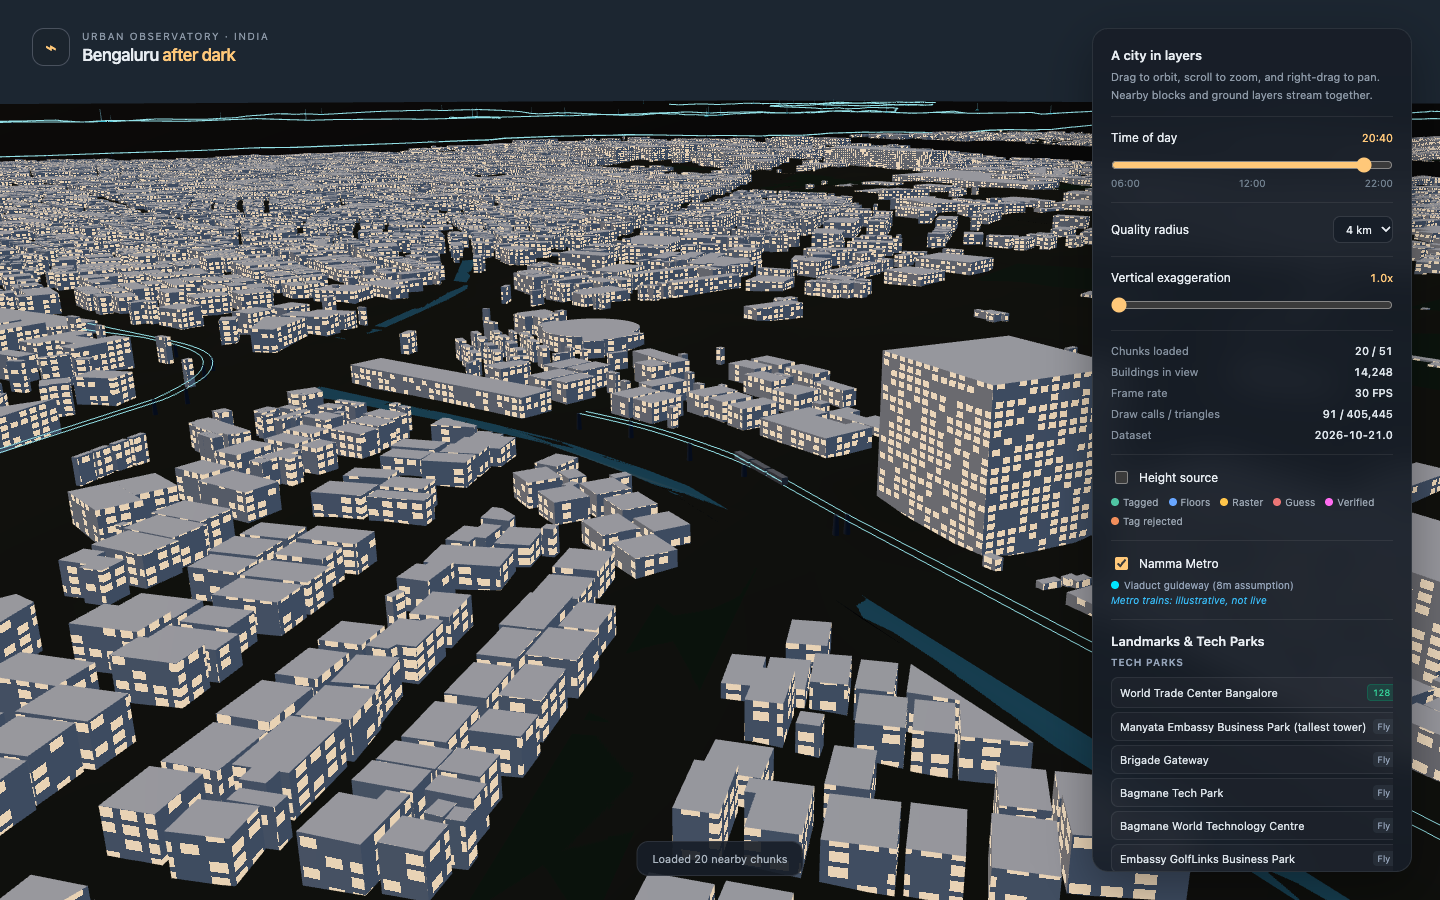 URBAN OBSERVATORY · INDIA
Bengaluru after dark
A city in layers
Drag to orbit, scroll to zoom, and right-drag to pan.
Nearby blocks and ground layers stream together.
Time of day 20:40
06:00 12:00 22:00
Quality radius 4 km
Vertical exaggeration 1.0x
Chunks loaded 20 / 51
Buildings in view 14,248
Frame rate 30 FPS
Draw calls / triangles 91 / 405,445
Dataset 2026-10-21.0
Height source
Tagged Floors Raster Guess Verified
Tag rejected
Namma Metro
Viaduct guideway (8m assumption)
Metro trains: illustrative, not live
Landmarks & Tech Parks
TECH PARKS
World Trade Center Bangalore 128
Manyata Embassy Business Park (tallest tower) Fly
Brigade Gateway Fly
Bagmane Tech Park Fly
Bagmane World Technology Centre Fly
Embassy GolfLinks Business Park Fly
Loaded 20 nearby chunks